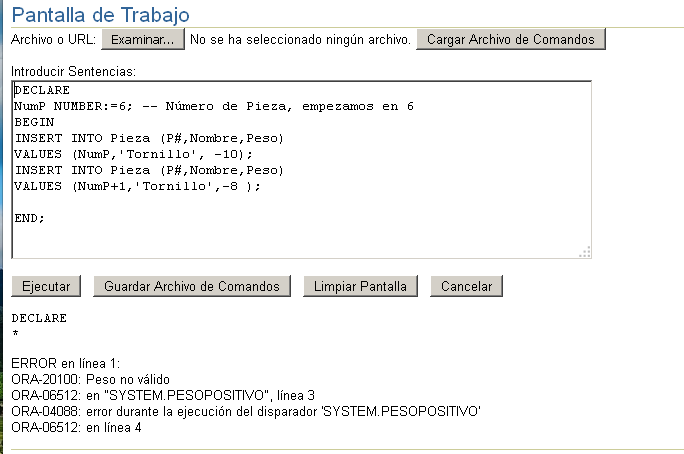 Pantalla de Trabajo
Archivo o URL: Examinar... No se ha seleccionado ningún archivo. Cargar Archivo de Comandos
Introducir Sentencias:
DECLARE
NumP NUMBER:=6; -- Número de Pieza, empezamos en 6
BEGIN
INSERT INTO Pieza (P#,Nombre,Peso)
VALUES (NumP,'Tornillo', -10);
INSERT INTO Pieza (P#,Nombre,Peso)
VALUES (NumP+1,'Tornillo',-8 );
END;
Ejecutar Guardar Archivo de Comandos Limpiar Pantalla Cancelar
DECLARE
*
ERROR en línea 1:
ORA-20100: Peso no válido
ORA-06512: en "SYSTEM.PESOPOSITIVO", línea 3
ORA-04088: error durante la ejecución del disparador 'SYSTEM.PESOPOSITIVO'
ORA-06512: en línea 4